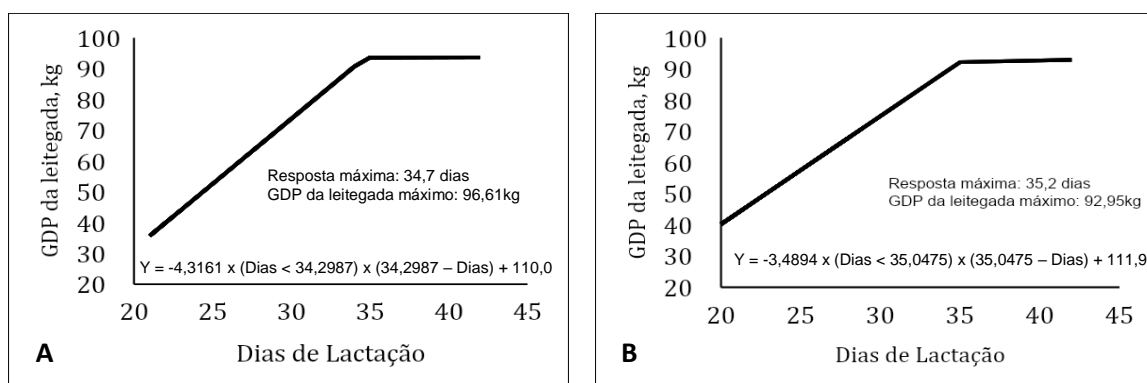 100
90
80
70
60
50
40
30
20
GDP da leitegada, kg
Resposta máxima: 34,7 dias
GDP da leitegada máximo: 96,61kg
Y = -4,3161 x (Dias < 34,2987) x (34,2987 – Dias) + 110,0
20 25 30 35 40 45
Dias de Lactação
A
100
90
80
70
60
50
40
30
20
GDP da leitegada, kg
Resposta máxima: 35,2 dias
GDP da leitegada máximo: 92,95kg
Y = -3,4894 x (Dias < 35,0475) x (35,0475 – Dias) + 111,9
20 25 30 35 40 45
Dias de Lactação
B